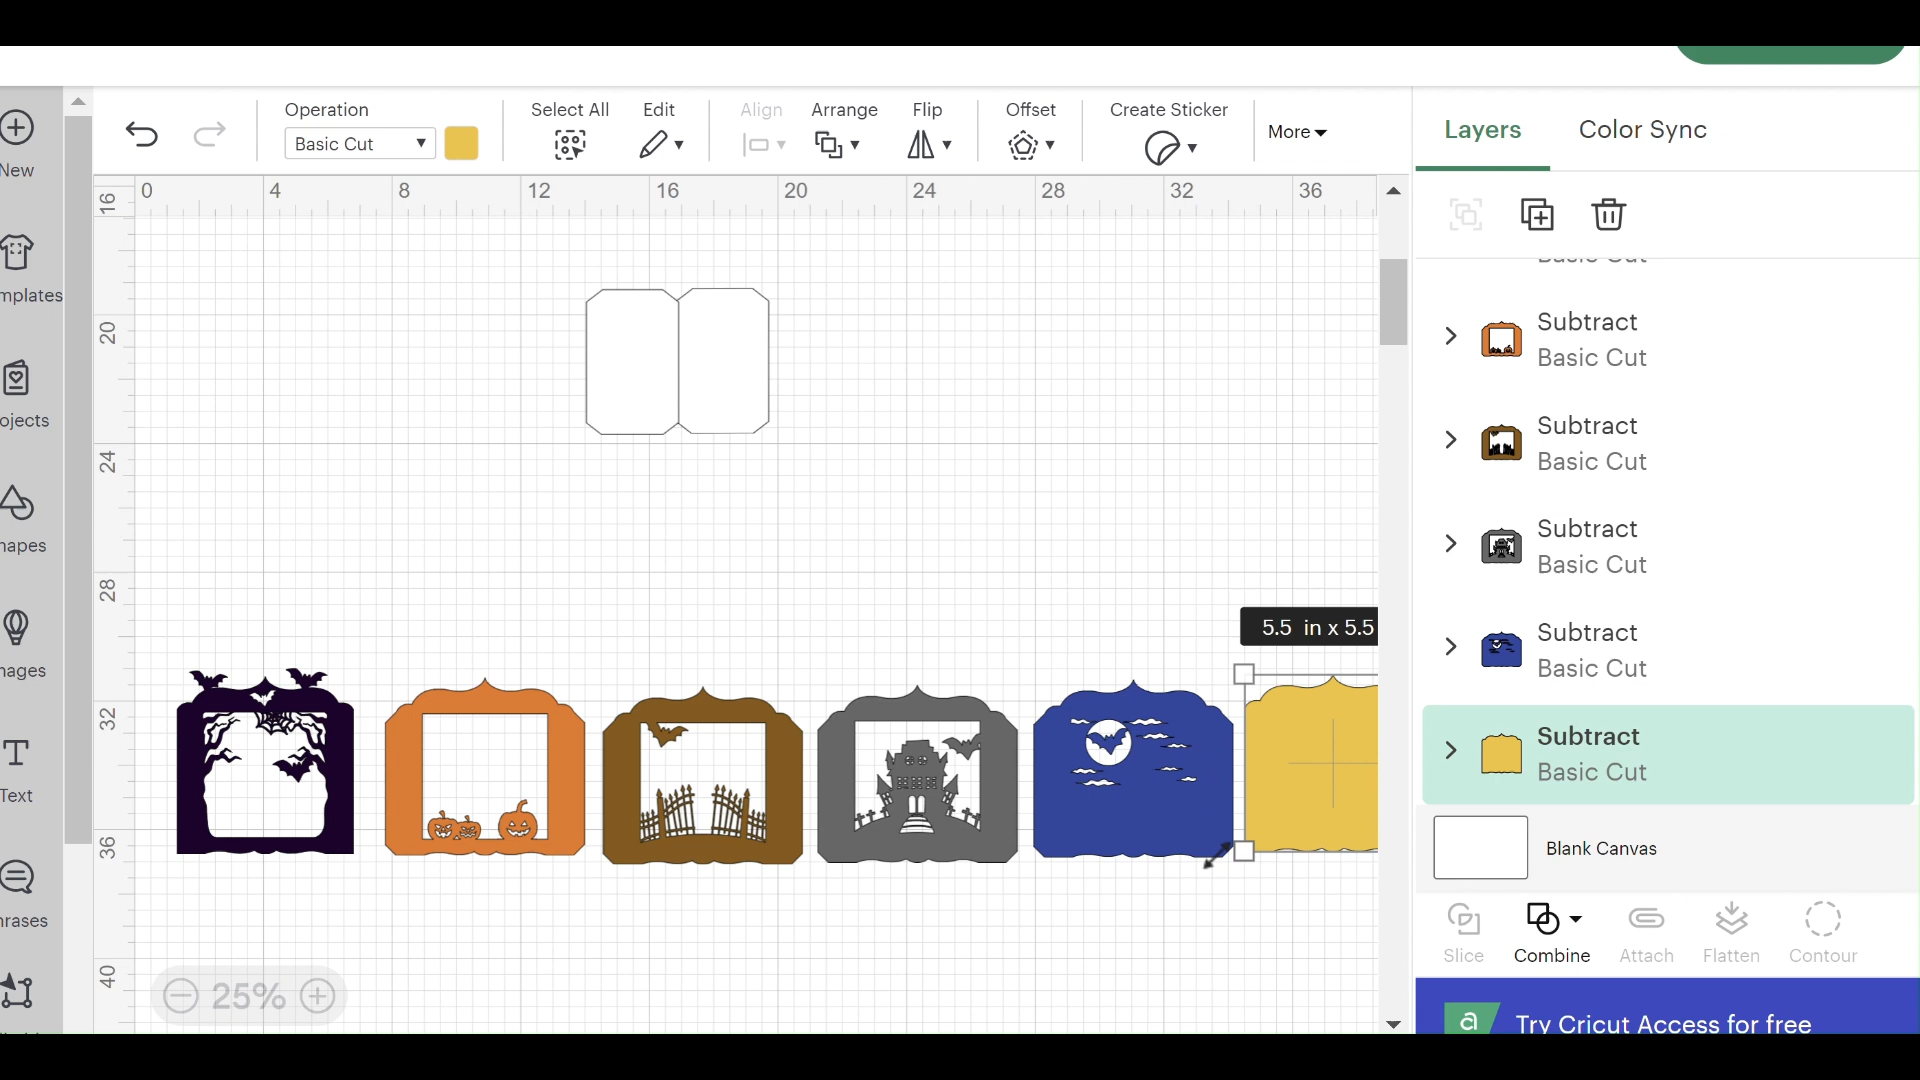 Operation
Select All
Edit
Align
Arrange
Flip
Offset
Create Sticker
Basic Cut
More
Layers
Color Sync
New
mplates
ojects
hapes
nages
Text
hrases
0 4 8 12 16 20 24 28 32 36
16
20
24
28
32
36
40
5.5 in x 5.5
25%
Subtract
Basic Cut
Subtract
Basic Cut
Subtract
Basic Cut
Subtract
Basic Cut
Subtract
Basic Cut
Blank Canvas
Slice
Combine
Attach
Flatten
Contour
a
Try Cricut Access for free